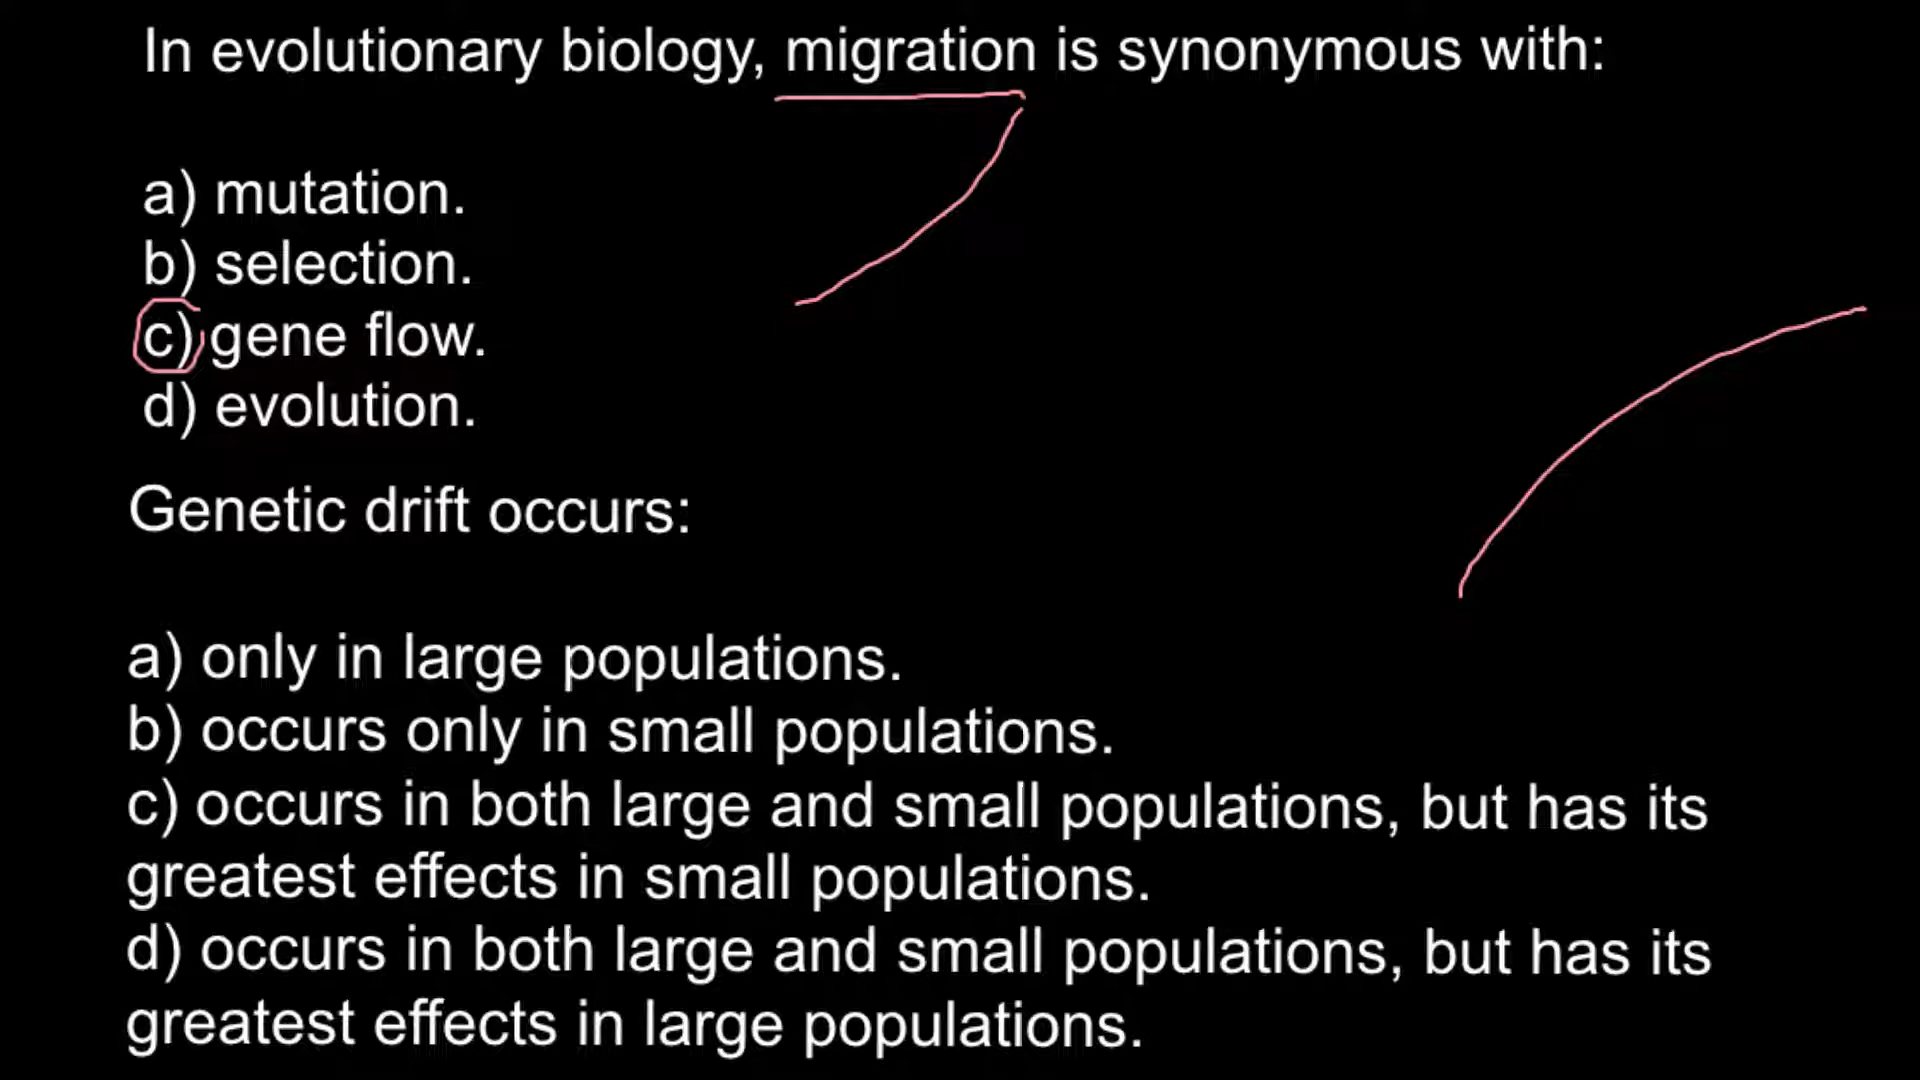 In evolutionary biology, migration is synonymous with:
a) mutation.
b) selection.
c) gene flow.
d) evolution.
Genetic drift occurs:
a) only in large populations.
b) occurs only in small populations.
c) occurs in both large and small populations, but has its
greatest effects in small populations.
d) occurs in both large and small populations, but has its
greatest effects in large populations.